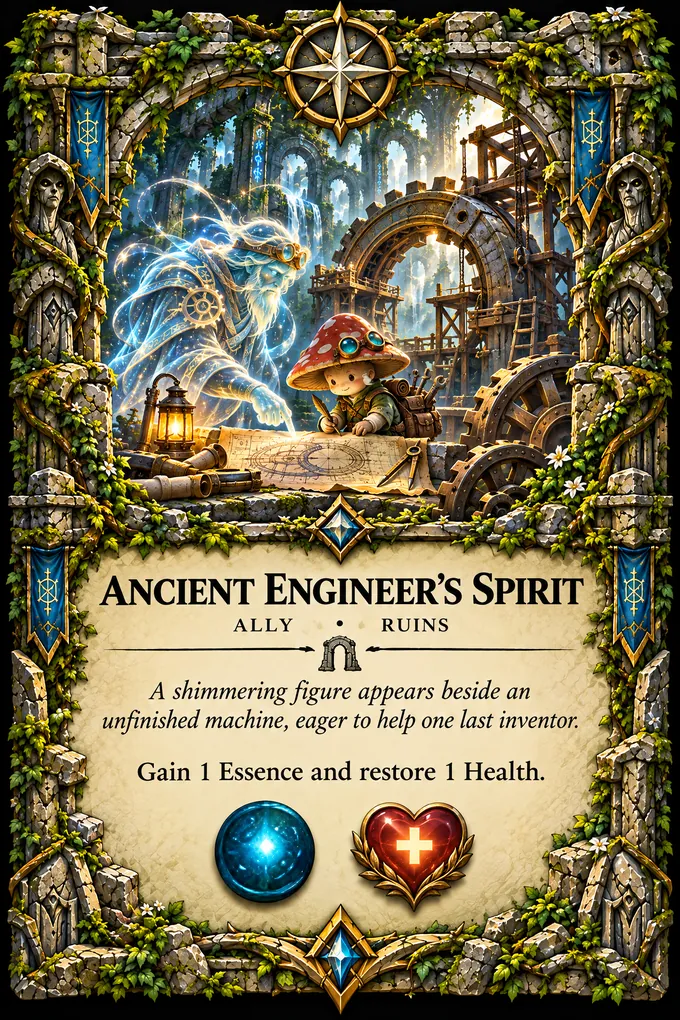 ANCIENT ENGINEER'S SPIRIT
ALLY • RUINS
A shimmering figure appears beside an
unfinished machine, eager to help one last inventor.
Gain 1 Essence and restore 1 Health.